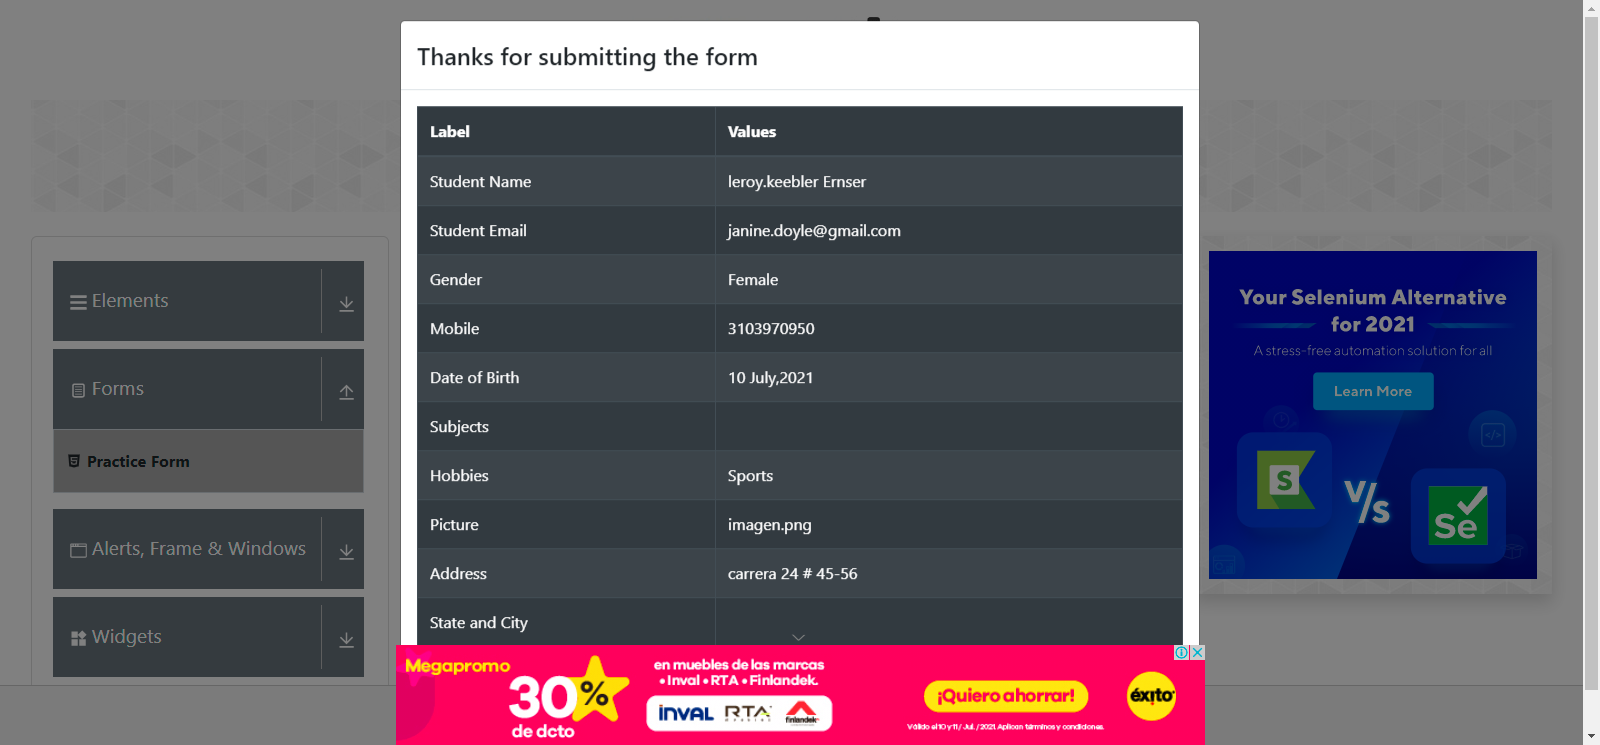 Thanks for submitting the form
Label Values
Student Name leroy.keebler Ernser
Student Email janine.doyle@gmail.com
Gender Female
Mobile 3103970950
Date of Birth 10 July,2021
Subjects
Hobbies Sports
Picture imagen.png
Address carrera 24 # 45-56
State and City
Elements
Forms
Practice Form
Alerts, Frame & Windows
Widgets
Your Selenium Alternative
for 2021
A stress-free automation solution for all
Learn More
S
V/s
Se
Megapromo
30%
de dcto
en muebles de las marcas
• Inval • RTA • Finlandek.
INVAL RTA finlandek
¡Quiero ahorrar!
Válido el 10 y 11 / Jul. / 2021. Aplican términos y condiciones.
éxito